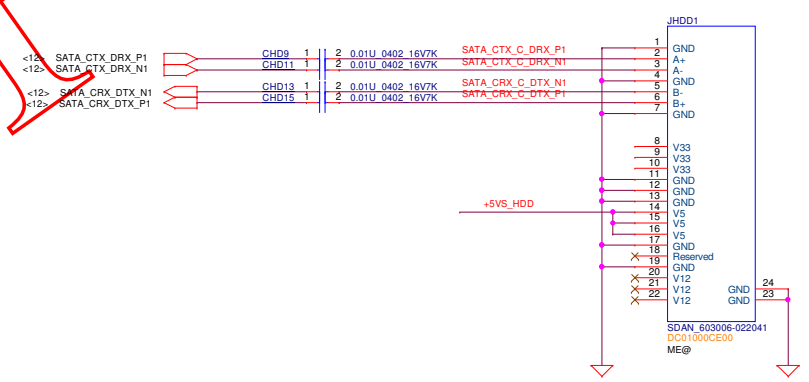 JHDD1
<12> SATA_CTX_DRX_P1 CHD9 1 2 0.01U_0402_16V7K SATA_CTX_C_DRX_P1
<12> SATA_CTX_DRX_N1 CHD11 1 2 0.01U_0402_16V7K SATA_CTX_C_DRX_N1
<12> SATA_CRX_DTX_N1 CHD13 1 2 0.01U_0402_16V7K SATA_CRX_C_DTX_N1
<12> SATA_CRX_DTX_P1 CHD15 1 2 0.01U_0402_16V7K SATA_CRX_C_DTX_P1
1 GND
2 A+
3 A-
4 GND
5 B-
6 B+
7 GND
8 V33
9 V33
10 V33
11 GND
12 GND
13 GND
+5VS_HDD
14 V5
15 V5
16 V5
17 GND
18 Reserved
19 GND
20 V12
21 V12
22 V12
GND 24
GND 23
SDAN_603006-022041
DC01000CE00
ME@